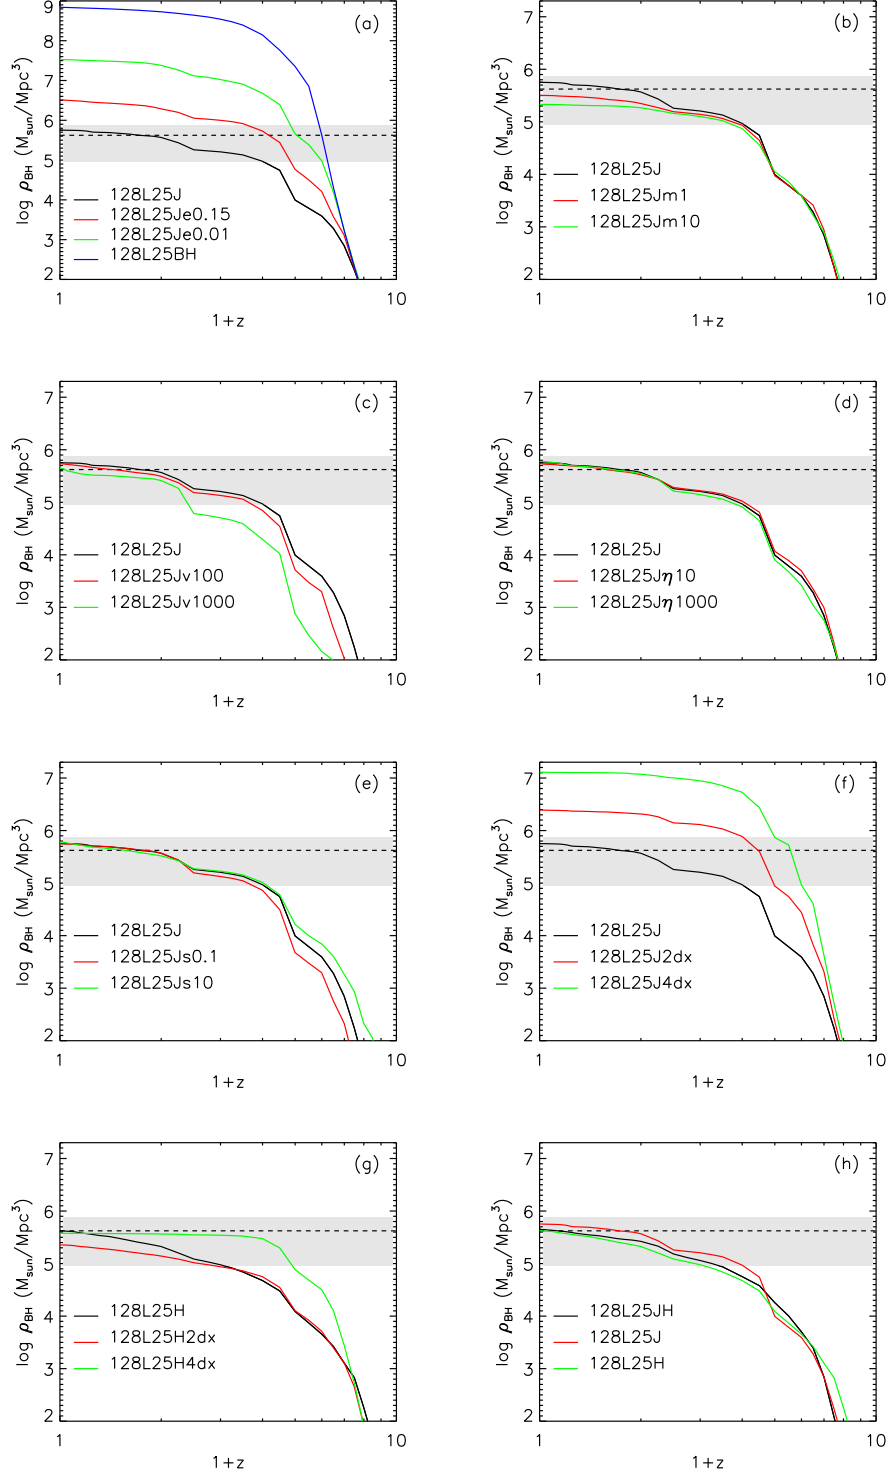 (a)
9
8
7
6
5
4
3
2
log ρBH (Msun/Mpc³)
128L25J
128L25Je0.15
128L25Je0.01
128L25BH
1
10
1+z
(b)
7
6
5
4
3
2
log ρBH (Msun/Mpc³)
128L25J
128L25Jm1
128L25Jm10
1
10
1+z
(c)
7
6
5
4
3
2
log ρBH (Msun/Mpc³)
128L25J
128L25Jv100
128L25Jv1000
1
10
1+z
(d)
7
6
5
4
3
2
log ρBH (Msun/Mpc³)
128L25J
128L25Jη10
128L25Jη1000
1
10
1+z
(e)
7
6
5
4
3
2
log ρBH (Msun/Mpc³)
128L25J
128L25Js0.1
128L25Js10
1
10
1+z
(f)
7
6
5
4
3
2
log ρBH (Msun/Mpc³)
128L25J
128L25J2dx
128L25J4dx
1
10
1+z
(g)
7
6
5
4
3
2
log ρBH (Msun/Mpc³)
128L25H
128L25H2dx
128L25H4dx
1
10
1+z
(h)
7
6
5
4
3
2
log ρBH (Msun/Mpc³)
128L25JH
128L25J
128L25H
1
10
1+z